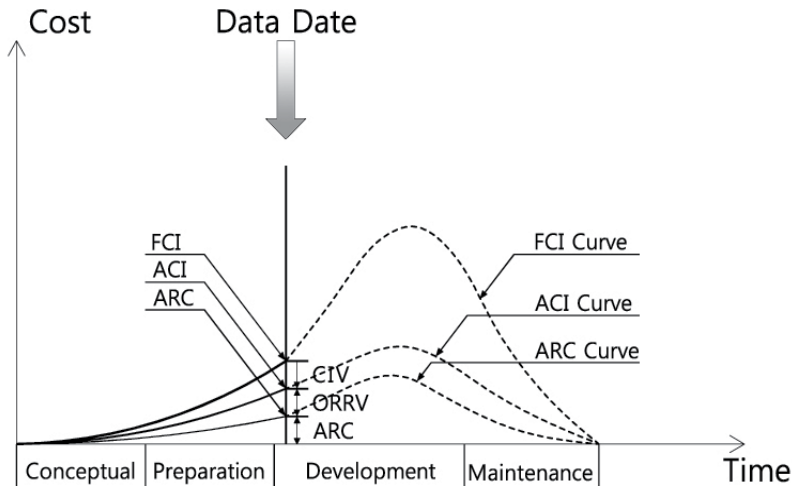 Cost
Data Date
FCI
ACI
ARC
FCI Curve
ACI Curve
ARC Curve
CIV
ORRV
ARC
Conceptual
Preparation
Development
Maintenance
Time